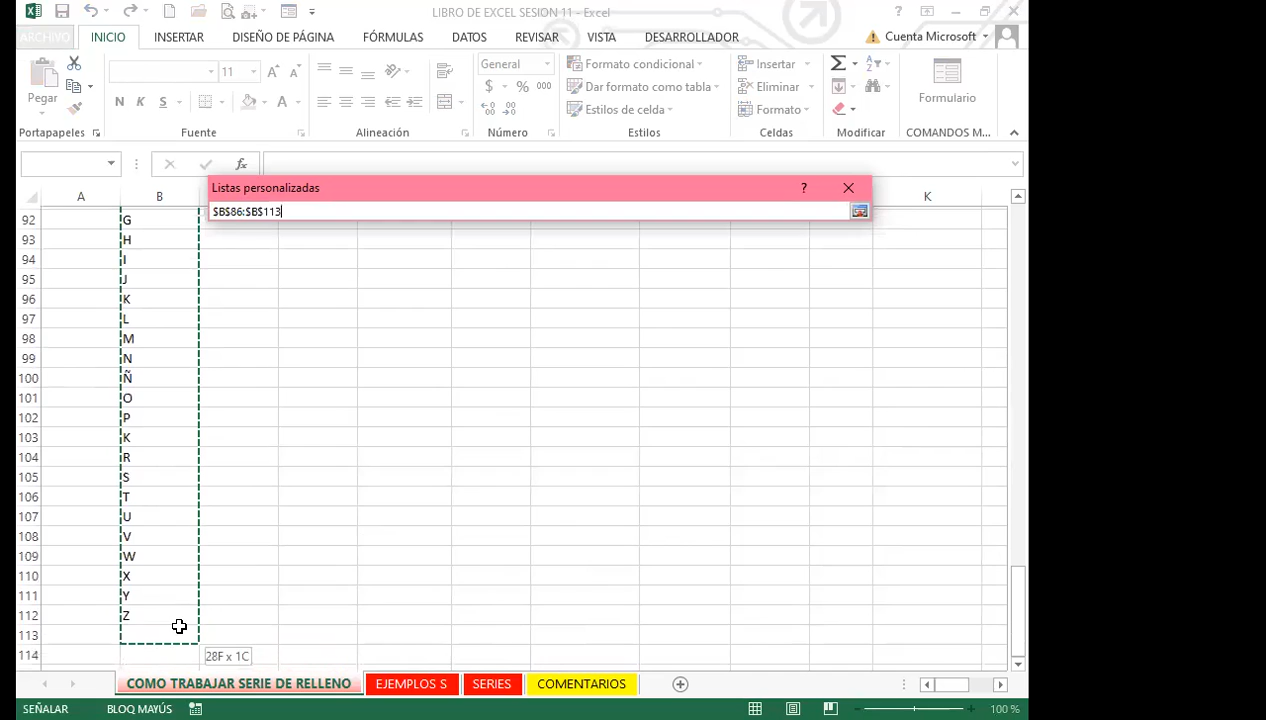 LIBRO DE EXCEL SESION 11 - Excel
ARCHIVO INICIO INSERTAR DISEÑO DE PÁGINA FÓRMULAS DATOS REVISAR VISTA DESARROLLADOR Cuenta Microsoft
Pegar
11
N K S
A
General
$ % 000
Formato condicional
Dar formato como tabla
Estilos de celda
Insertar
Eliminar
Formato
Formulario
Portapapeles Fuente Alineación Número Estilos Celdas Modificar COMANDOS M...
fx
Listas personalizadas ?
$B$86:$B$113
A B K
92 G
93 H
94 I
95 J
96 K
97 L
98 M
99 N
100 Ñ
101 O
102 P
103 K
104 R
105 S
106 T
107 U
108 V
109 W
110 X
111 Y
112 Z
113
114
28F x 1C
COMO TRABAJAR SERIE DE RELLENO EJEMPLOS S SERIES COMENTARIOS
SEÑALAR BLOQ MAYÚS 100 %